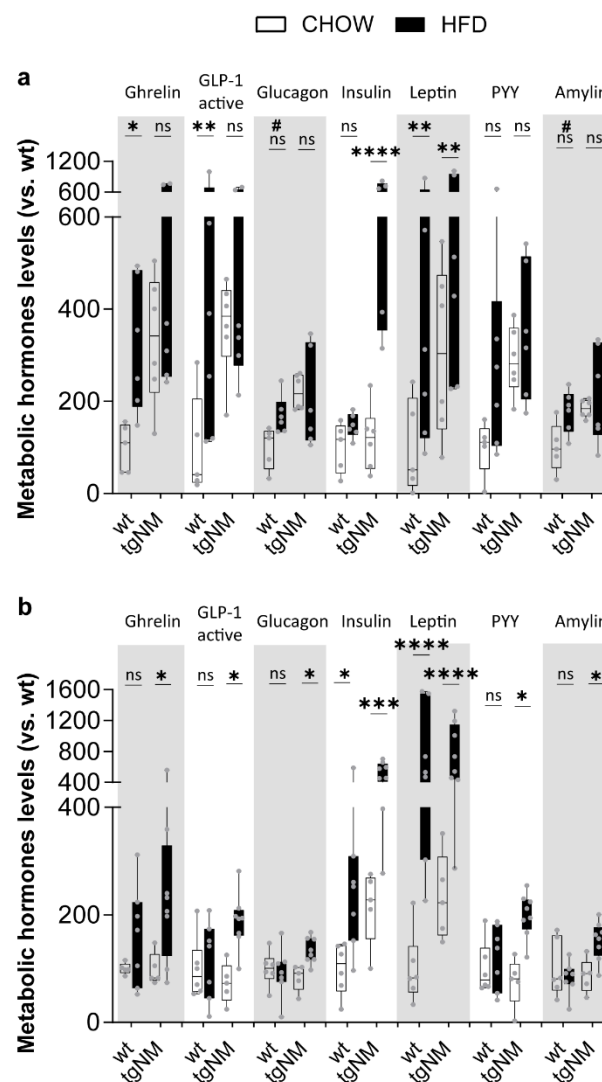 CHOW HFD
a
Ghrelin GLP-1 active Glucagon Insulin Leptin PYY Amylin
* ns ** ns # ns ns ns **** ** ** ns ns # ns ns
Metabolic hormones levels (vs. wt)
1200
600
600
400
200
0
wt tgNM wt tgNM wt tgNM wt tgNM wt tgNM wt tgNM wt tgNM
b
Ghrelin GLP-1 active Glucagon Insulin Leptin PYY Amylin
ns * ns * ns * * *** **** **** ns * ns *
Metabolic hormones levels (vs. wt)
1600
1200
800
400
400
200
0
wt tgNM wt tgNM wt tgNM wt tgNM wt tgNM wt tgNM wt tgNM